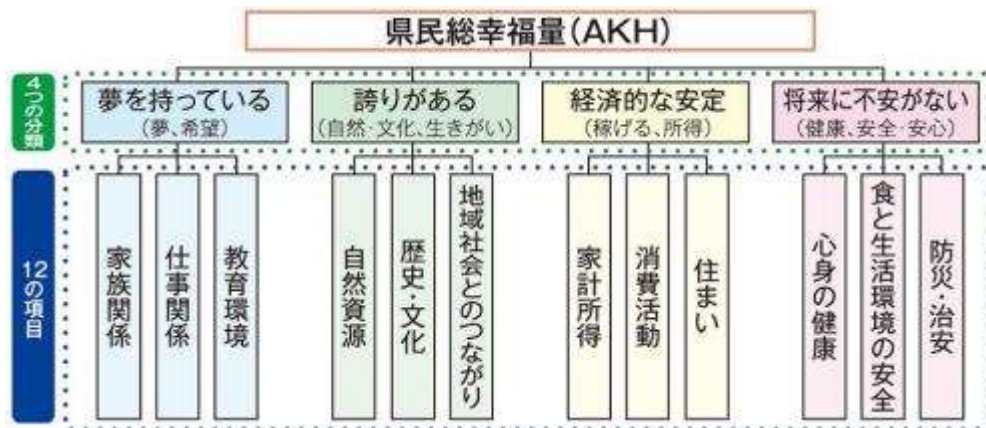 県民総幸福量(AKH)
4つの分類
夢を持っている
(夢、希望)
誇りがある
(自然・文化、生きがい)
経済的な安定
(稼げる、所得)
将来に不安がない
(健康、安全・安心)
12の項目
家族関係
仕事関係
教育環境
自然資源
歴史・文化
地域社会とのつながり
家計所得
消費活動
住まい
心身の健康
食と生活環境の安全
防災・治安